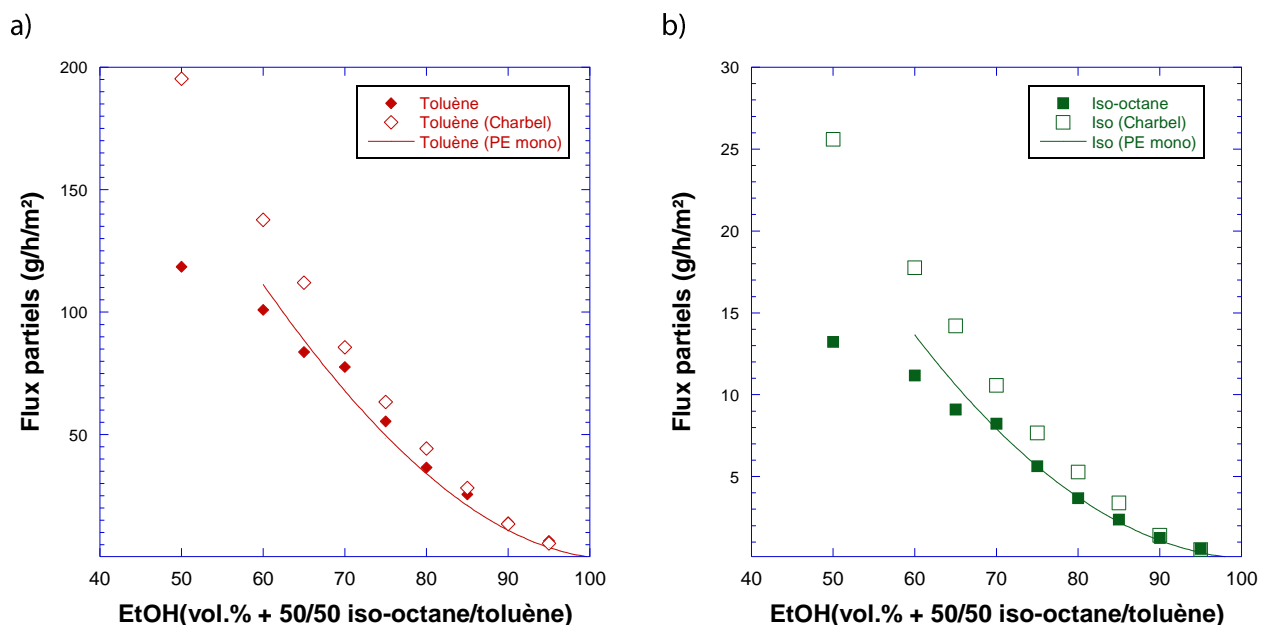 a)
200
150
100
50
40 50 60 70 80 90 100
Flux partiels (g/h/m²)
EtOH(vol.% + 50/50 iso-octane/toluène)
Toluène
Toluène (Charbel)
Toluène (PE mono)
b)
30
25
20
15
10
5
40 50 60 70 80 90 100
Flux partiels (g/h/m²)
EtOH(vol.% + 50/50 iso-octane/toluène)
Iso-octane
Iso (Charbel)
Iso (PE mono)